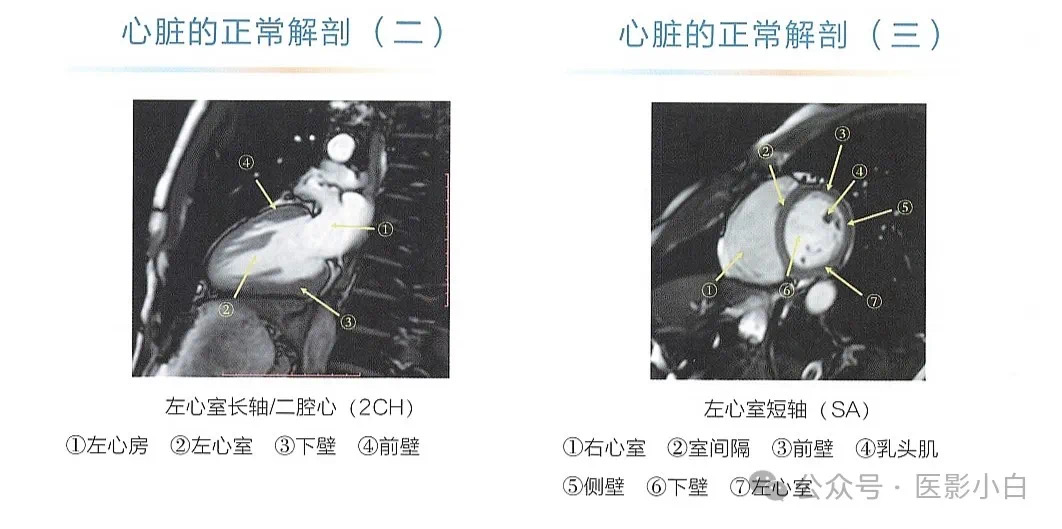 心脏的正常解剖（二）
④
①
②
③
左心室长轴/二腔心（2CH）
①左心房 ②左心室 ③下壁 ④前壁
心脏的正常解剖（三）
③
②
④
⑤
①
⑥
⑦
左心室短轴（SA）
①右心室 ②室间隔 ③前壁 ④乳头肌
⑤侧壁 ⑥下壁 ⑦左心室
公众号·医影小白